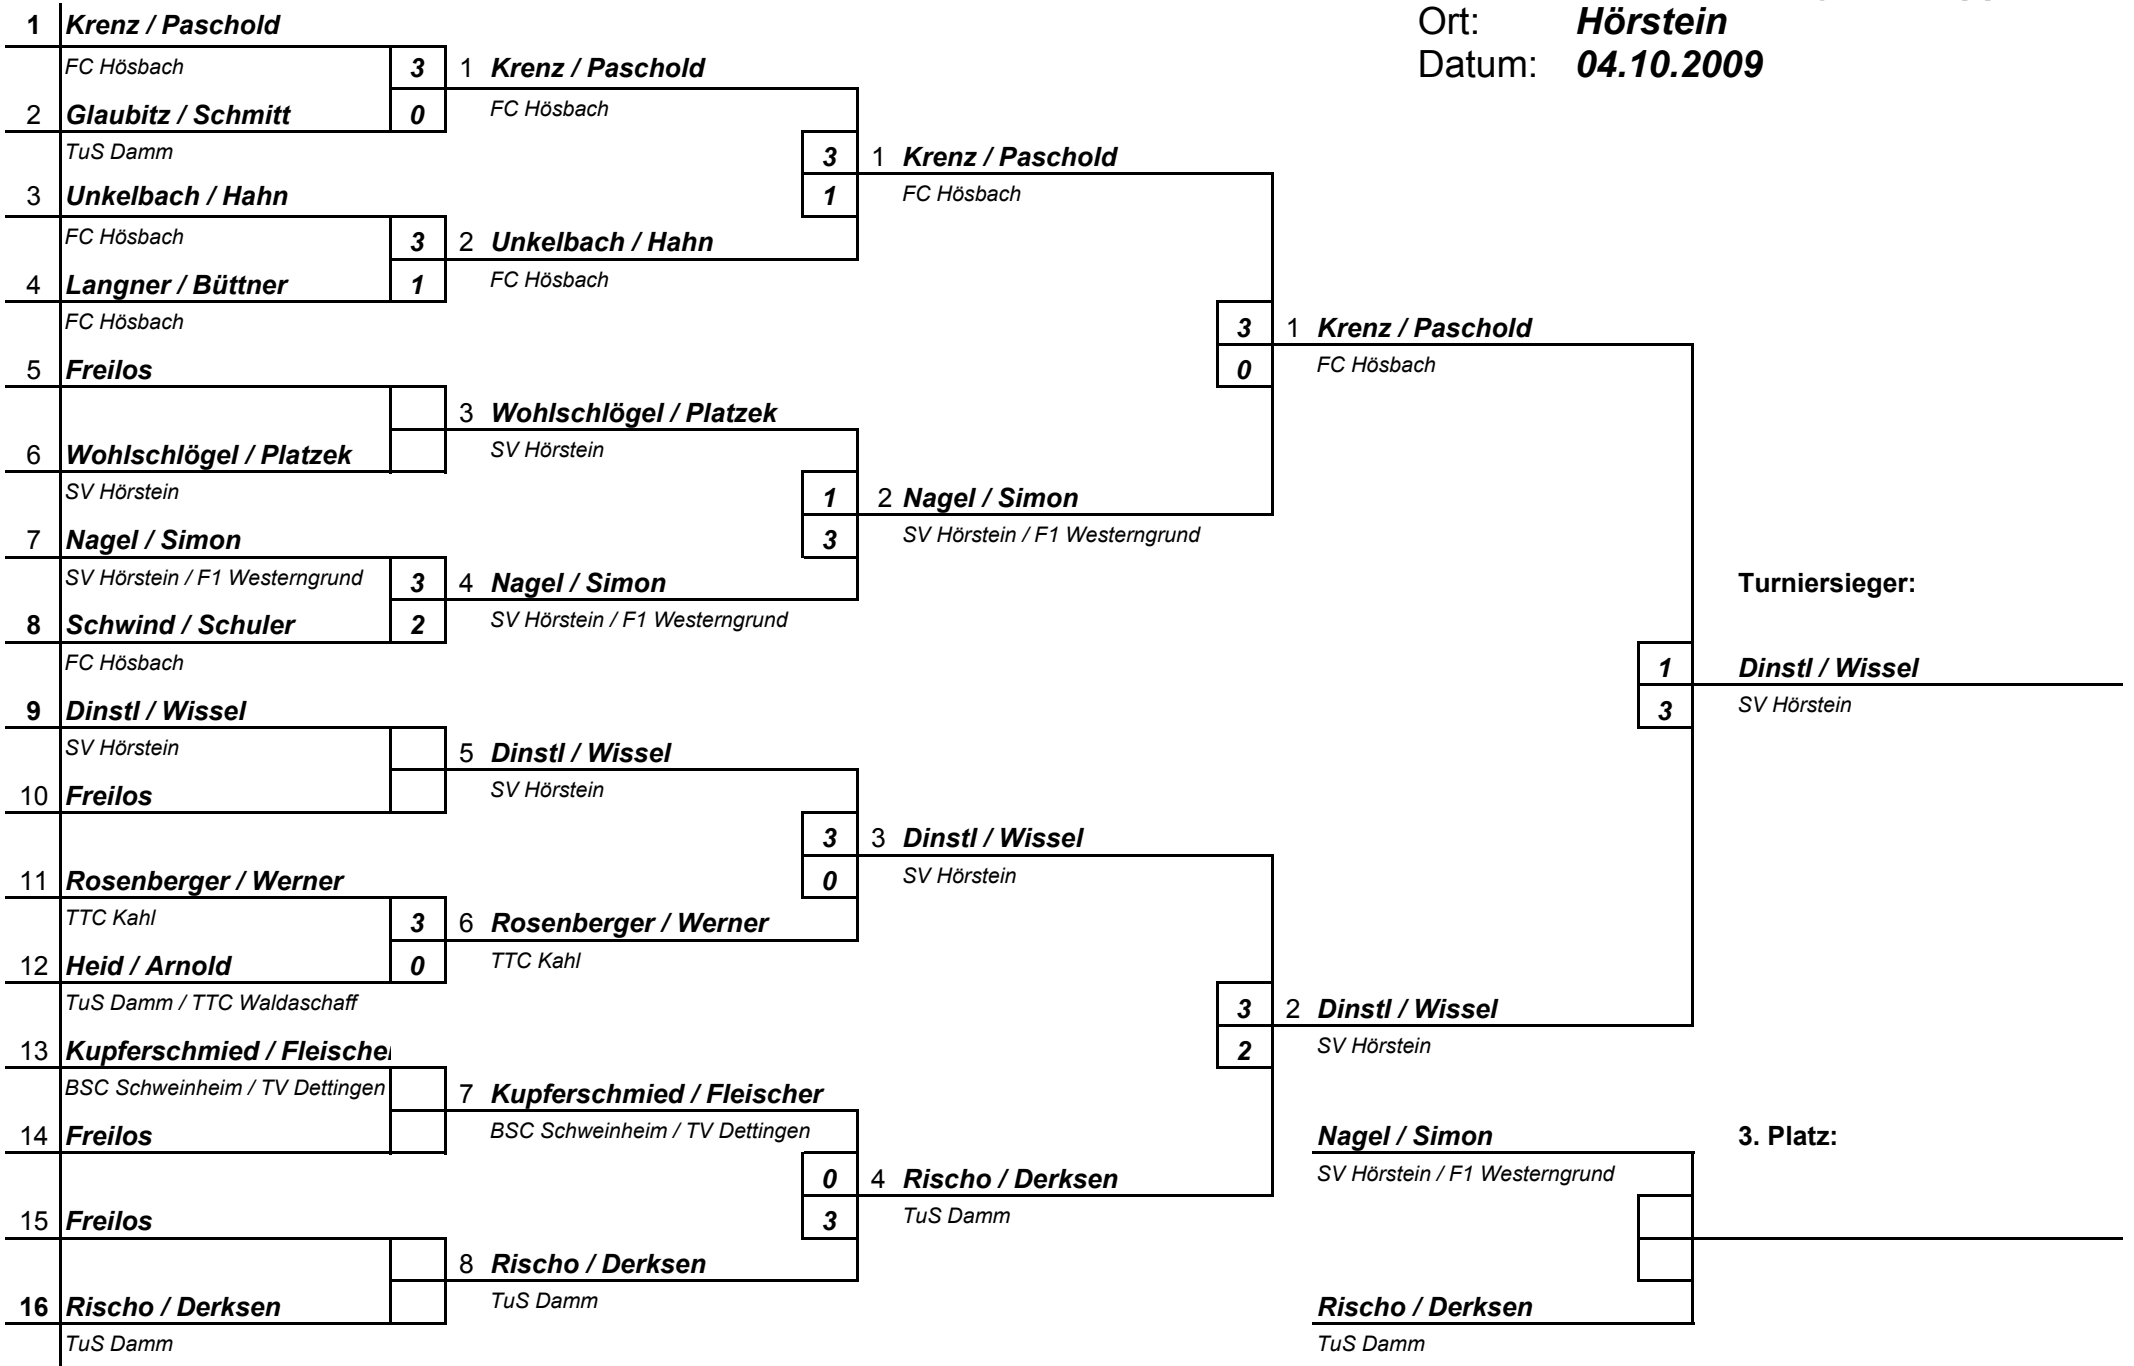 Ort: Hörstein
Datum: 04.10.2009
1 Krenz / Paschold
FC Hösbach 3
2 Glaubitz / Schmitt 0
TuS Damm
3 Unkelbach / Hahn
FC Hösbach 3
4 Langner / Büttner 1
FC Hösbach
5 Freilos
6 Wohlschlögel / Platzek
SV Hörstein
7 Nagel / Simon
SV Hörstein / F1 Westerngrund 3
8 Schwind / Schuler 2
FC Hösbach
9 Dinstl / Wissel
SV Hörstein
10 Freilos
11 Rosenberger / Werner
TTC Kahl 3
12 Heid / Arnold 0
TuS Damm / TTC Waldaschaff
13 Kupferschmied / Fleischer
BSC Schweinheim / TV Dettingen
14 Freilos
15 Freilos
16 Rischo / Derksen
TuS Damm
1 Krenz / Paschold
FC Hösbach
3
1
2 Unkelbach / Hahn
FC Hösbach
3 Wohlschlögel / Platzek
SV Hörstein
1
3
4 Nagel / Simon
SV Hörstein / F1 Westerngrund
5 Dinstl / Wissel
SV Hörstein
3
0
6 Rosenberger / Werner
TTC Kahl
7 Kupferschmied / Fleischer
BSC Schweinheim / TV Dettingen
0
3
8 Rischo / Derksen
TuS Damm
1 Krenz / Paschold
FC Hösbach
3
0
2 Nagel / Simon
SV Hörstein / F1 Westerngrund
3 Dinstl / Wissel
SV Hörstein
3
2
4 Rischo / Derksen
TuS Damm
1 Krenz / Paschold
FC Hösbach
1
3
2 Dinstl / Wissel
SV Hörstein
Turniersieger:
Dinstl / Wissel
SV Hörstein
Nagel / Simon
SV Hörstein / F1 Westerngrund
3. Platz:
Rischo / Derksen
TuS Damm